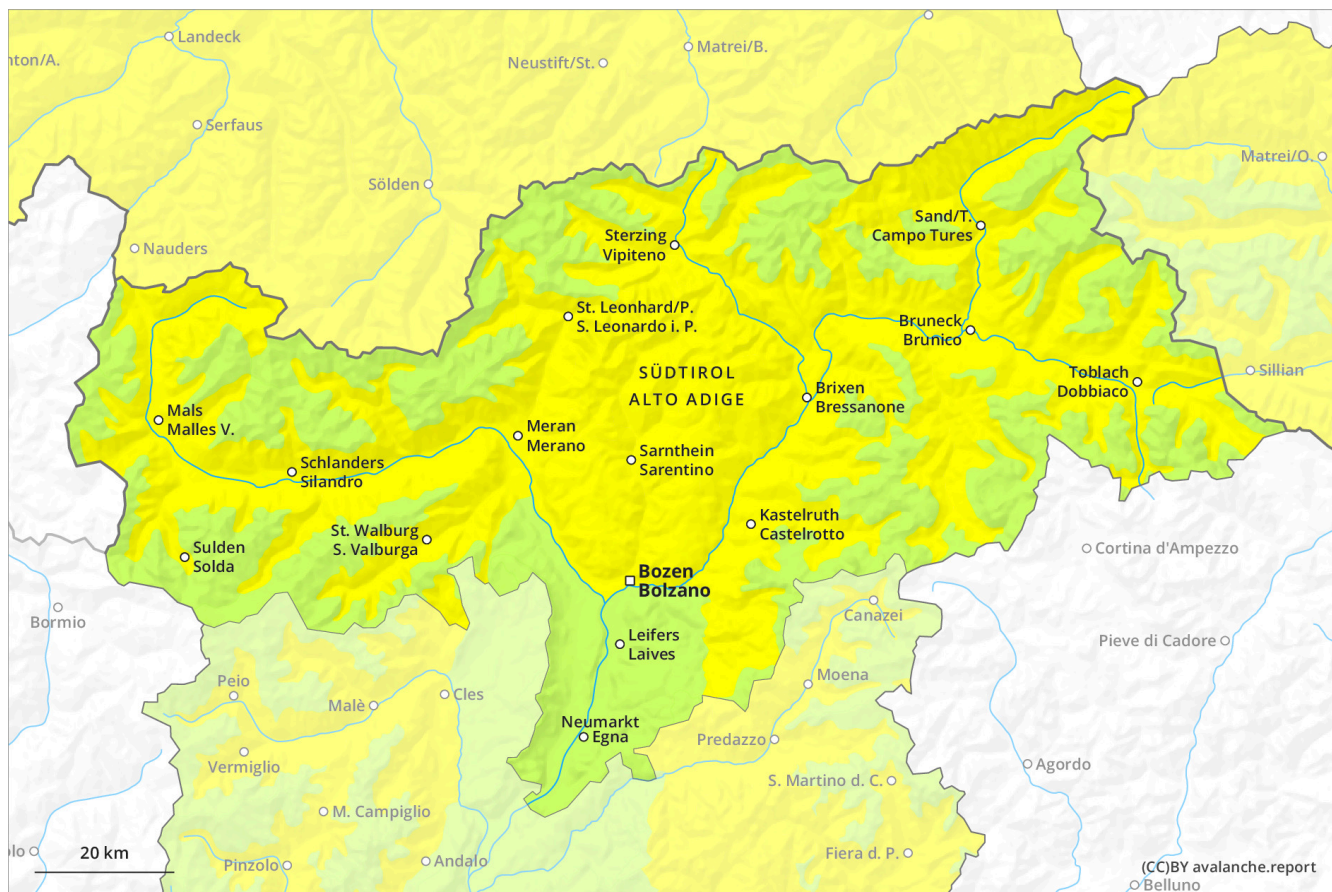 Landeck
Matrei/B.
nton/A.
Neustift/St.
Serfaus
Matrei/O.
Sölden
Sand/T.
Campo Tures
Nauders
Sterzing
Vipiteno
St. Leonhard/P.
S. Leonardo i. P.
Bruneck
Brunico
SÜDTIROL
ALTO ADIGE
Toblach
Dobbiaco
Sillian
Brixen
Bressanone
Mals
Malles V.
Meran
Merano
Sarnthein
Sarentino
Schlanders
Silandro
Kastelruth
Castelrotto
St. Walburg
S. Valburga
Sulden
Solda
Cortina d'Ampezzo
Bozen
Bolzano
Bormio
Canazei
Leifers
Laives
Pieve di Cadore
Moena
Peio
Cles
Malè
Neumarkt
Egna
Predazzo
Vermiglio
Agordo
S. Martino d. C.
M. Campiglio
olo
20 km
Pinzolo
Andalo
Fiera d. P.
(CC)BY avalanche.report
Belluno